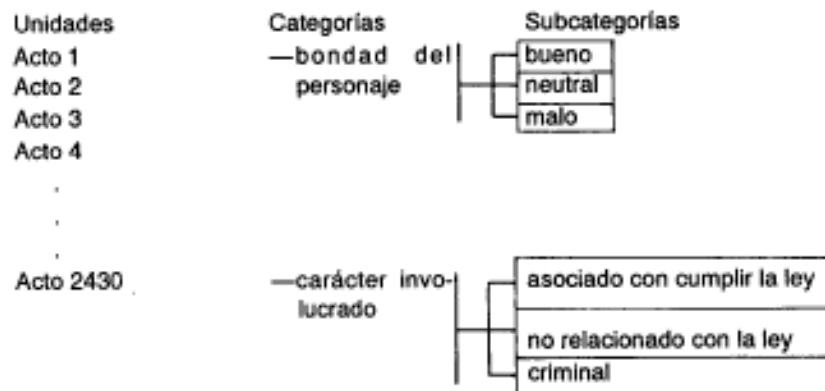 Unidades Categorías Subcategorías
Acto 1 —bondad del bueno
Acto 2 personaje neutral
Acto 3 malo
Acto 4
.
.
.
Acto 2430 —carácter invo- asociado con cumplir la ley
lucrado
no relacionado con la ley
criminal